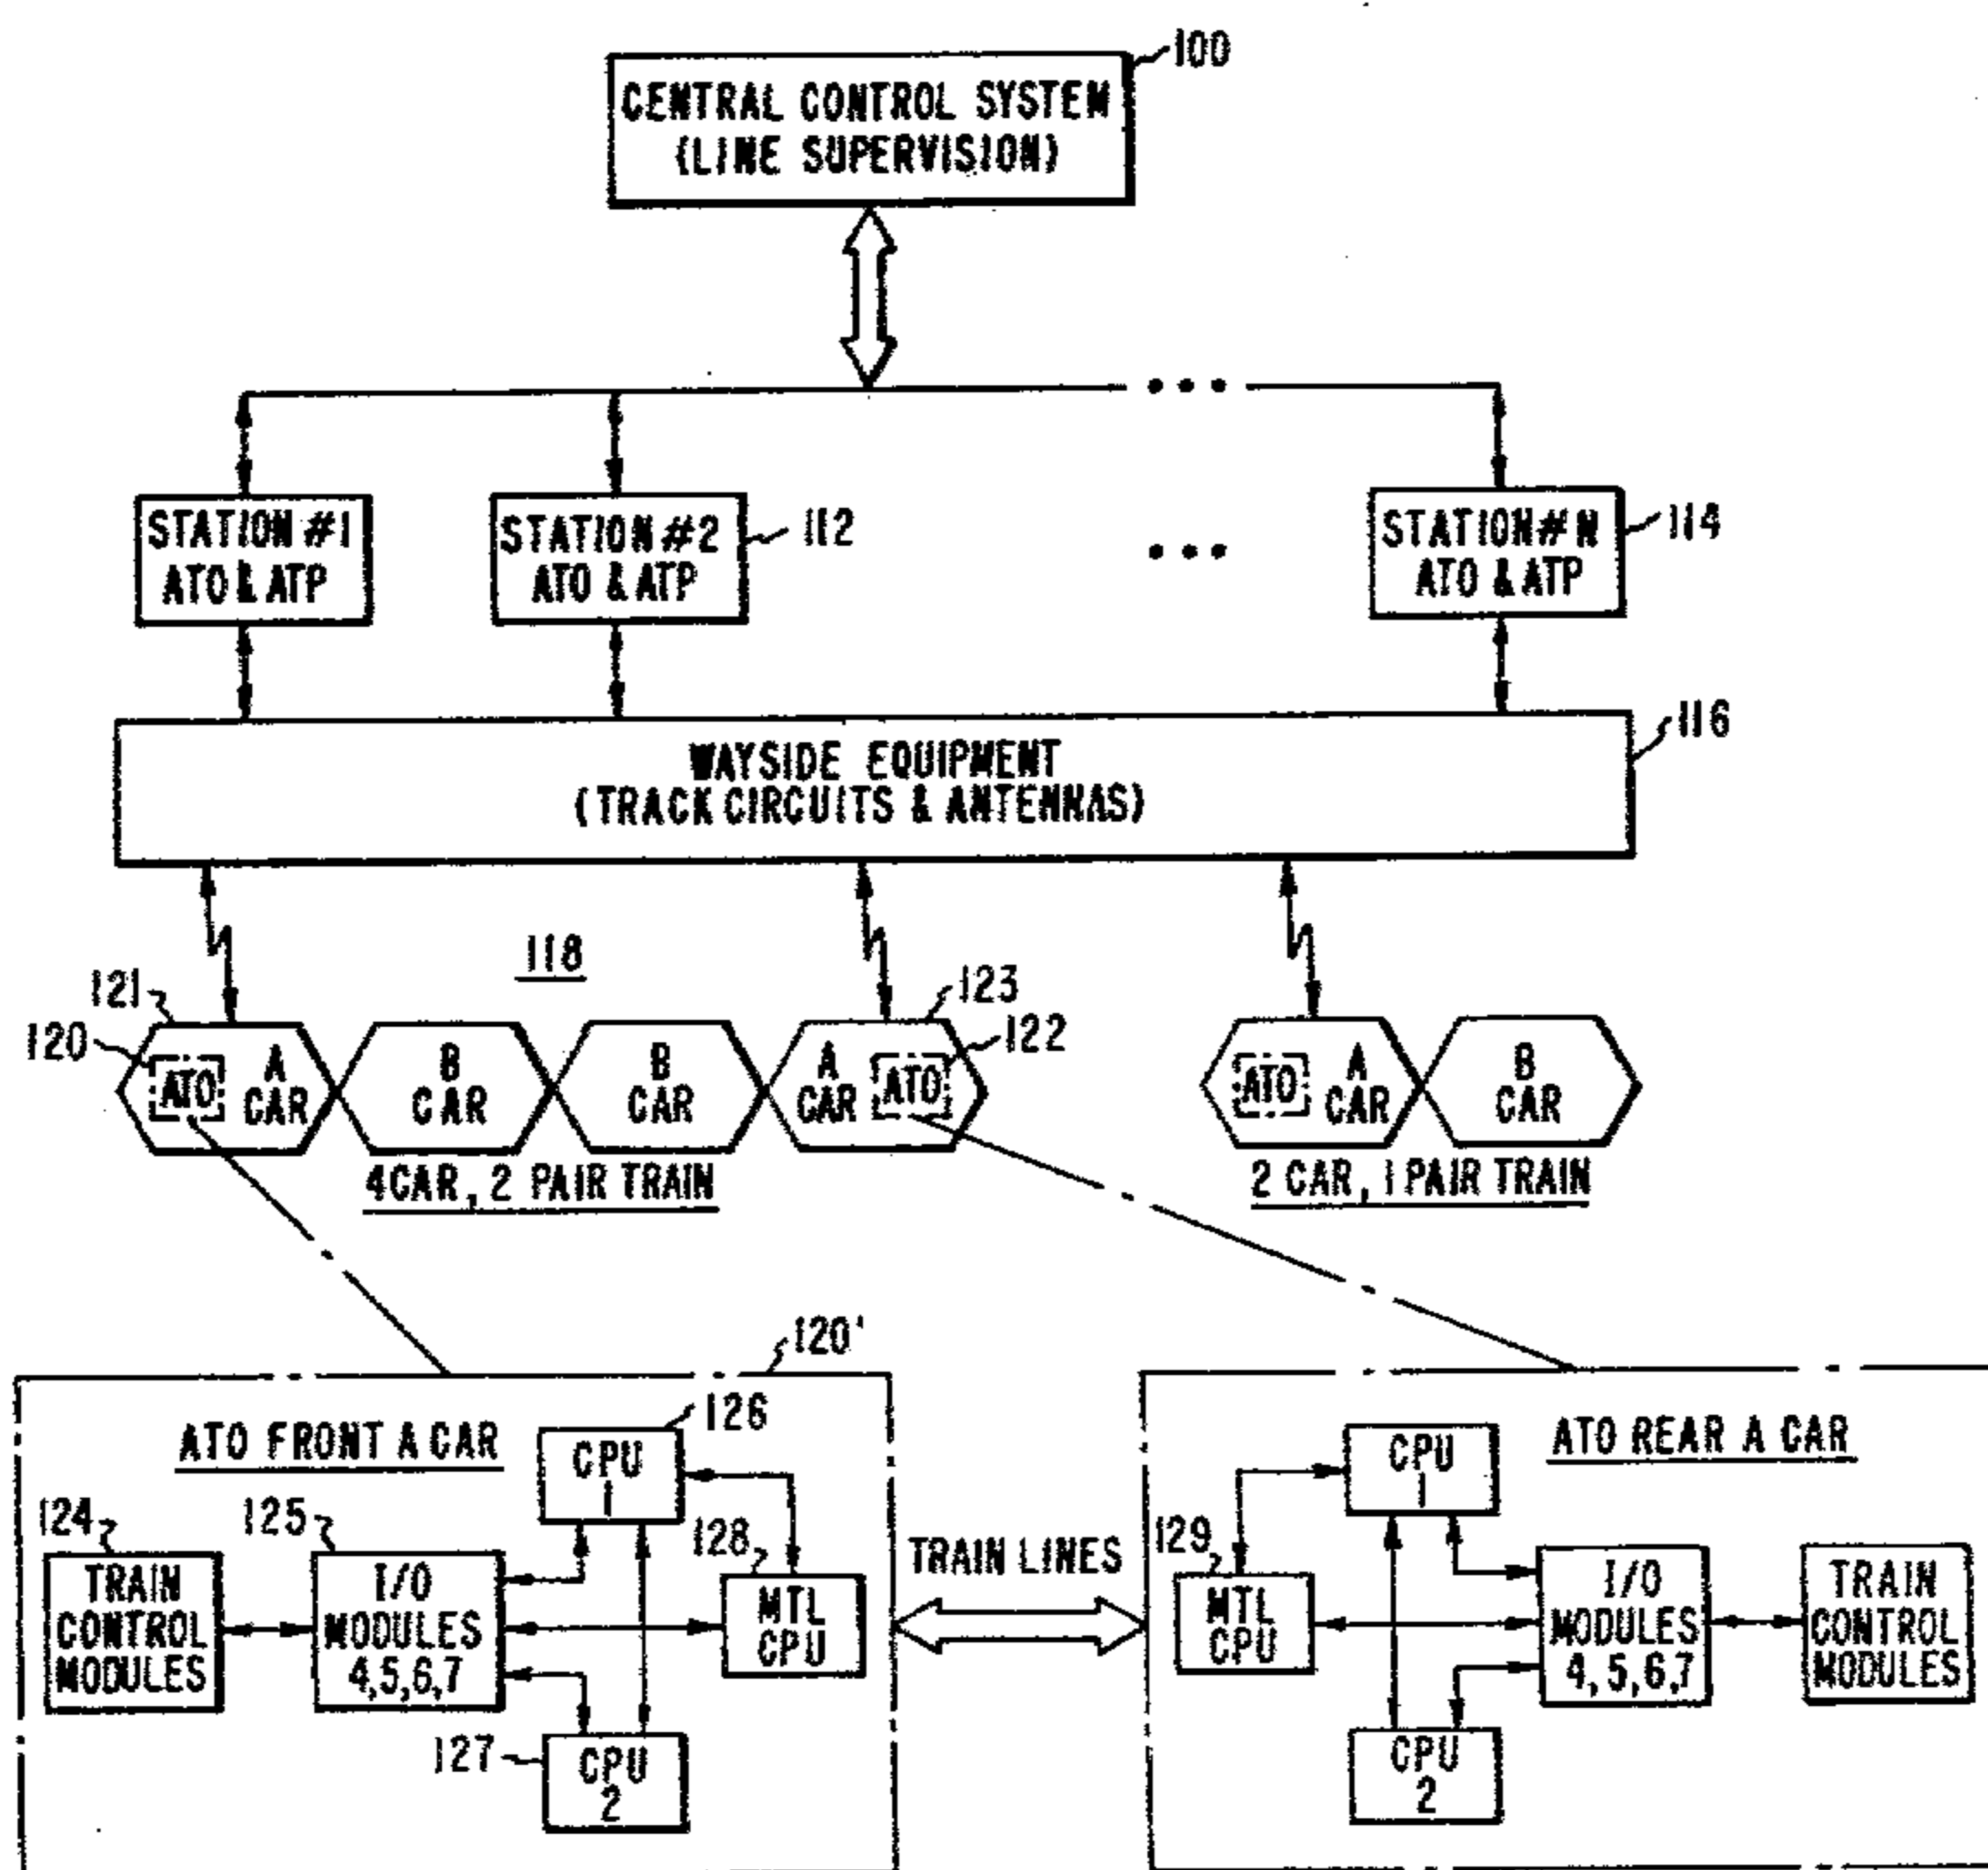 100
CENTRAL CONTROL SYSTEM
(LINE SUPERVISION)
STATION #1
ATO & ATP
STATION #2
ATO & ATP
112
STATION # N
ATO & ATP
114
WAYSIDE EQUIPMENT
(TRACK CIRCUITS & ANTENNAS)
116
118
121
120
ATO
A
CAR
B
CAR
B
CAR
A
CAR
ATO
123
122
ATO
A
CAR
B
CAR
4 CAR, 2 PAIR TRAIN
2 CAR, 1 PAIR TRAIN
120'
ATO FRONT A CAR
126
CPU
1
124
TRAIN
CONTROL
MODULES
125
I/O
MODULES
4,5,6,7
128
MTL
CPU
127
CPU
2
TRAIN LINES
ATO REAR A CAR
CPU
1
129
MTL
CPU
I/O
MODULES
4,5,6,7
TRAIN
CONTROL
MODULES
CPU
2